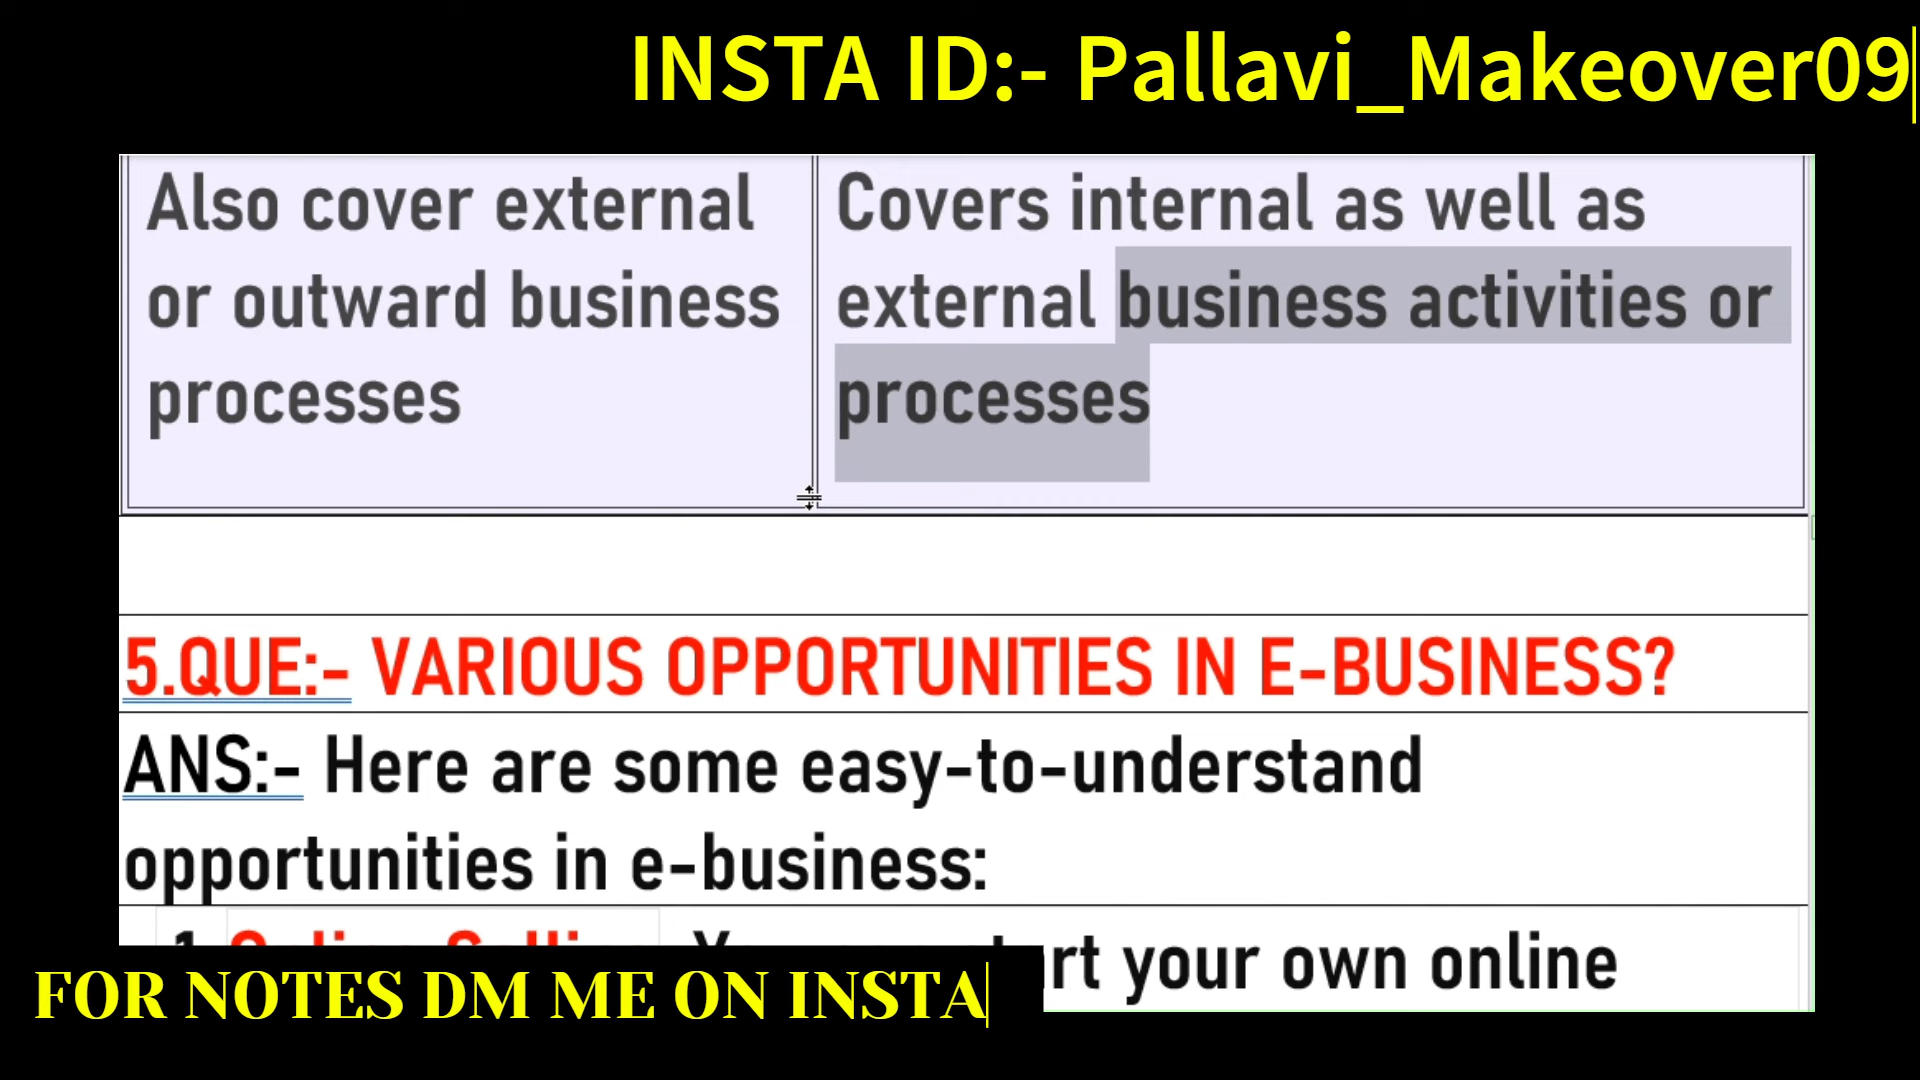 INSTA ID:- Pallavi_Makeover09
Also cover external
or outward business
processes
Covers internal as well as
external business activities or
processes
5.QUE:- VARIOUS OPPORTUNITIES IN E-BUSINESS?
ANS:- Here are some easy-to-understand
opportunities in e-business:
your own online
FOR NOTES DM ME ON INSTA